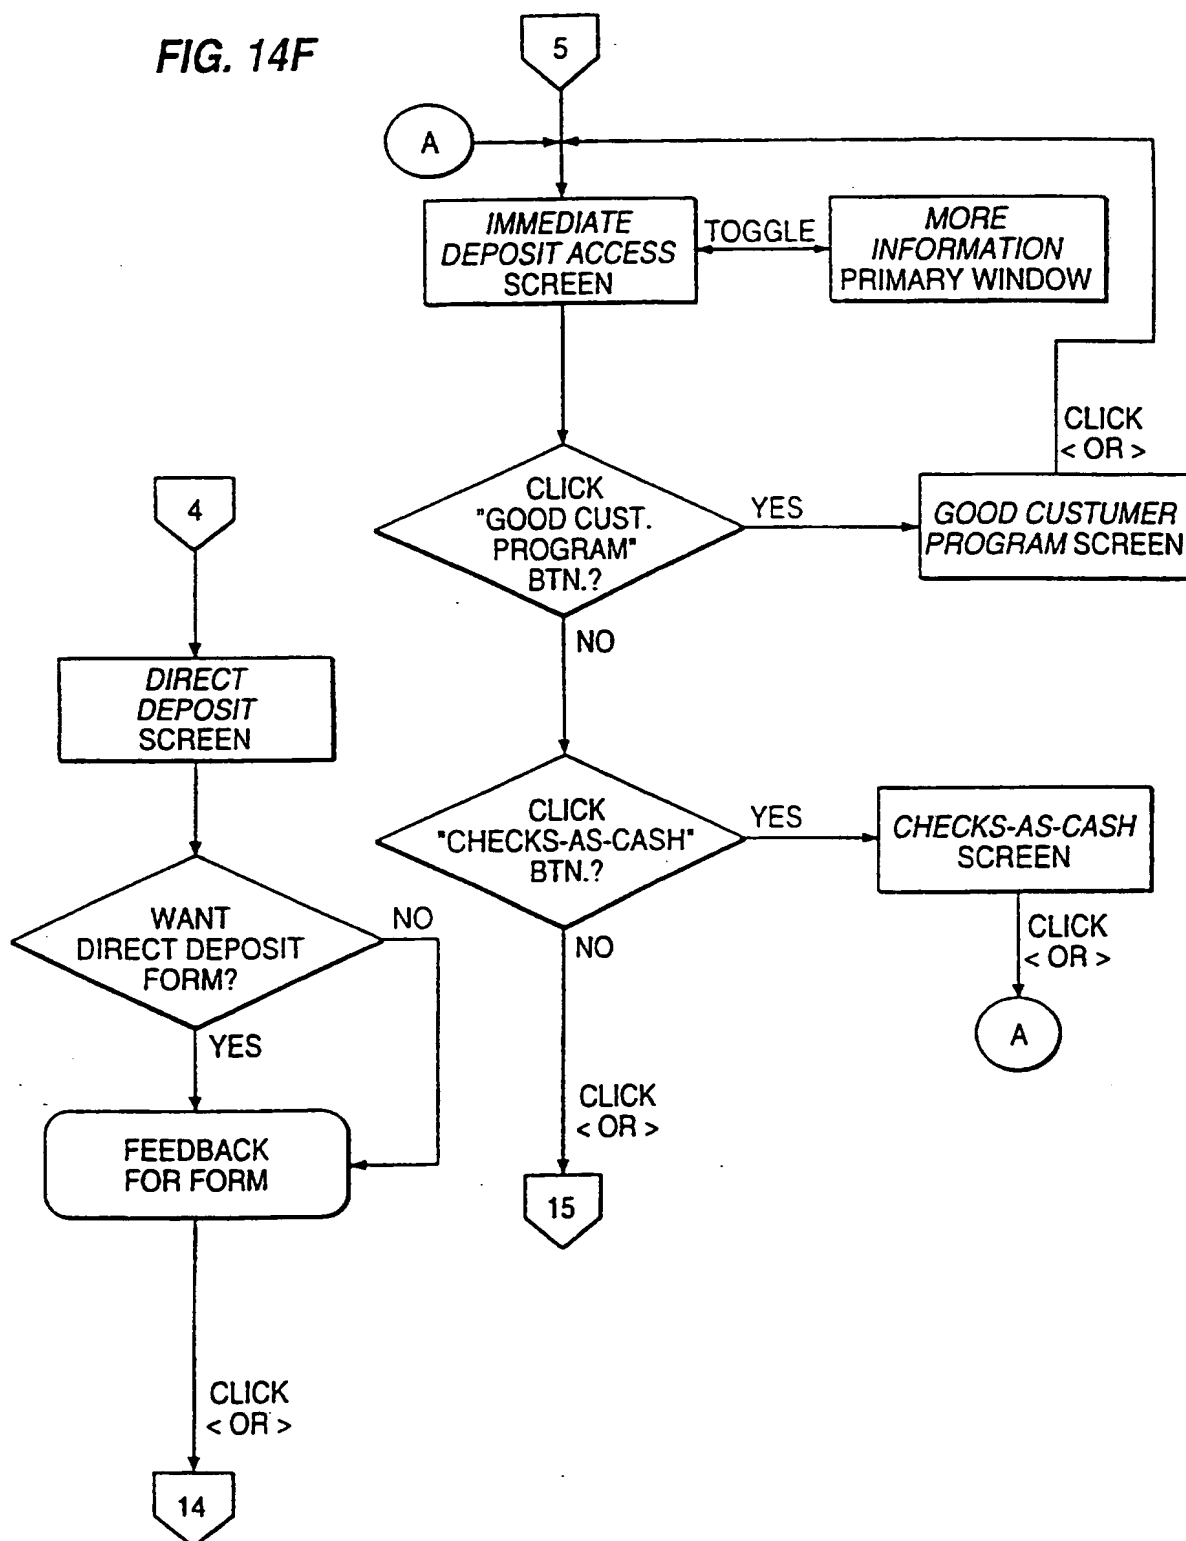 FIG. 14F
5
A
IMMEDIATE
DEPOSIT ACCESS
SCREEN
TOGGLE
MORE
INFORMATION
PRIMARY WINDOW
CLICK
< OR >
CLICK
"GOOD CUST.
PROGRAM"
BTN.?
YES
GOOD CUSTUMER
PROGRAM SCREEN
NO
4
DIRECT
DEPOSIT
SCREEN
CLICK
"CHECKS-AS-CASH"
BTN.?
YES
CHECKS-AS-CASH
SCREEN
NO
CLICK
< OR >
A
WANT
DIRECT DEPOSIT
FORM?
NO
YES
FEEDBACK
FOR FORM
CLICK
< OR >
15
CLICK
< OR >
14